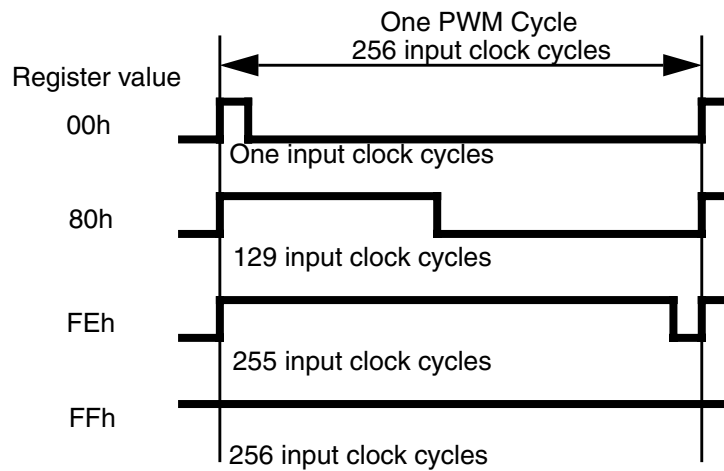 One PWM Cycle
256 input clock cycles
Register value
00h
One input clock cycles
80h
129 input clock cycles
FEh
255 input clock cycles
FFh
256 input clock cycles